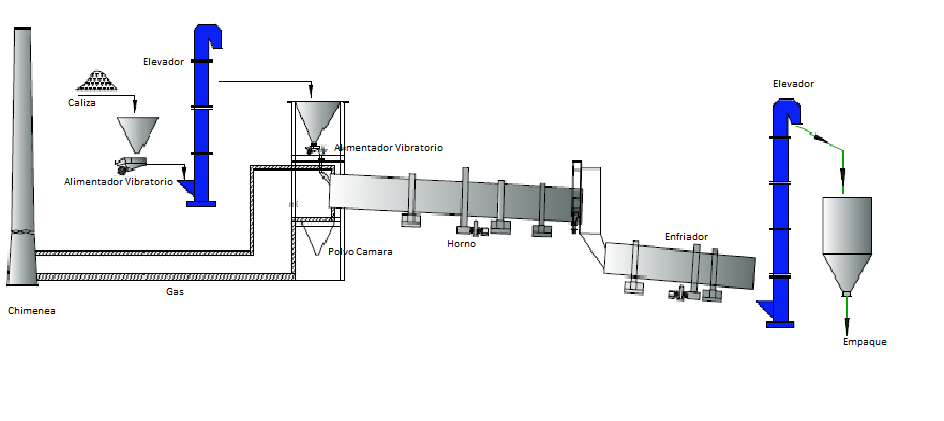 Elevador
Caliza
Alimentador Vibratorio
Alimentador Vibratorio
Polvo Camara
Horno
Gas
Chimenea
Enfriador
Elevador
Empaque